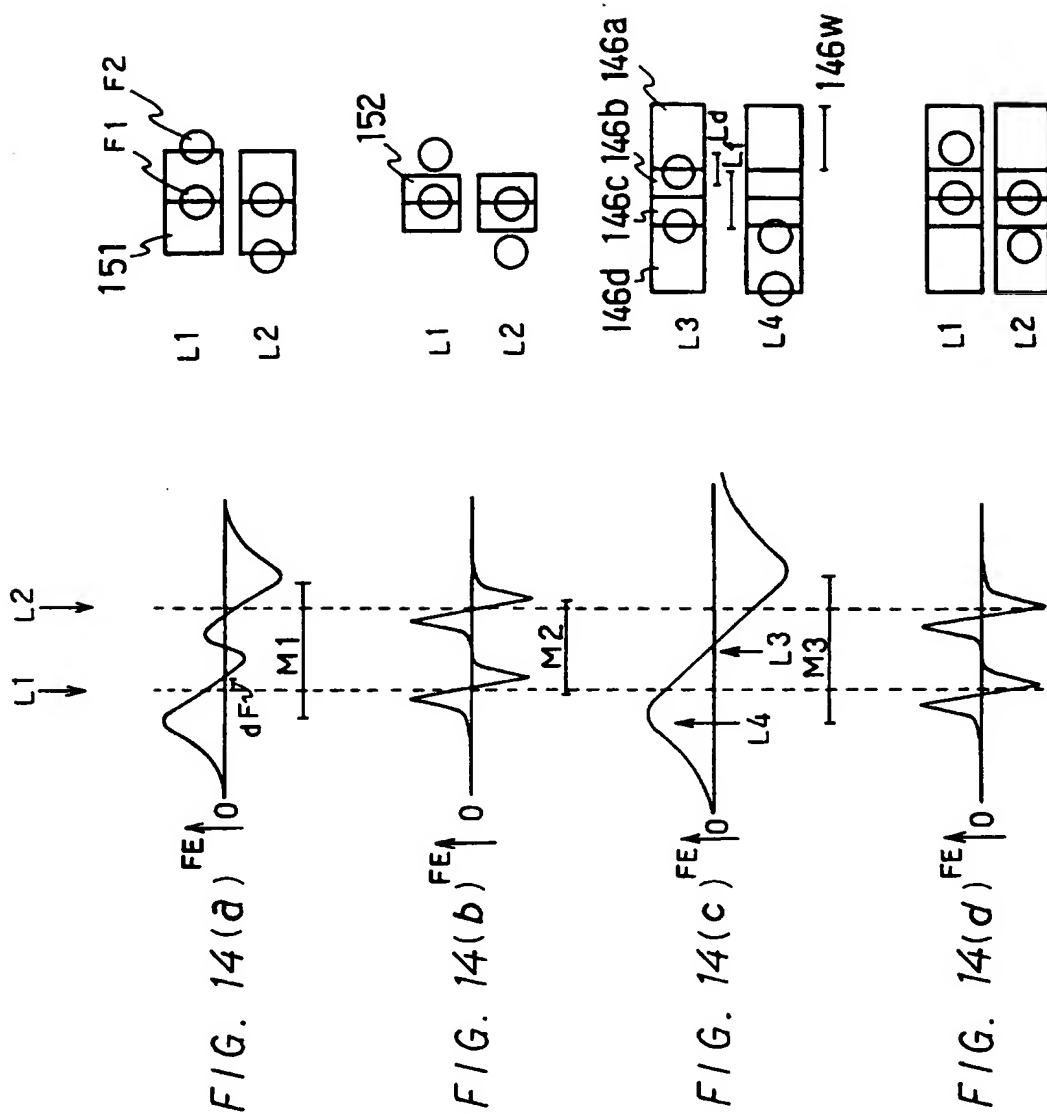 L1 L2
FIG. 14(a)
FE
0
dF
M1
151 F1 F2
L1
L2
FIG. 14(b)
FE
0
M2
152
L1
L2
FIG. 14(c)
FE
0
L4
L3
M3
146d 146c 146b 146a
L3
Ld
Lf
L4
146w
FIG. 14(d)
FE
0
L1
L2